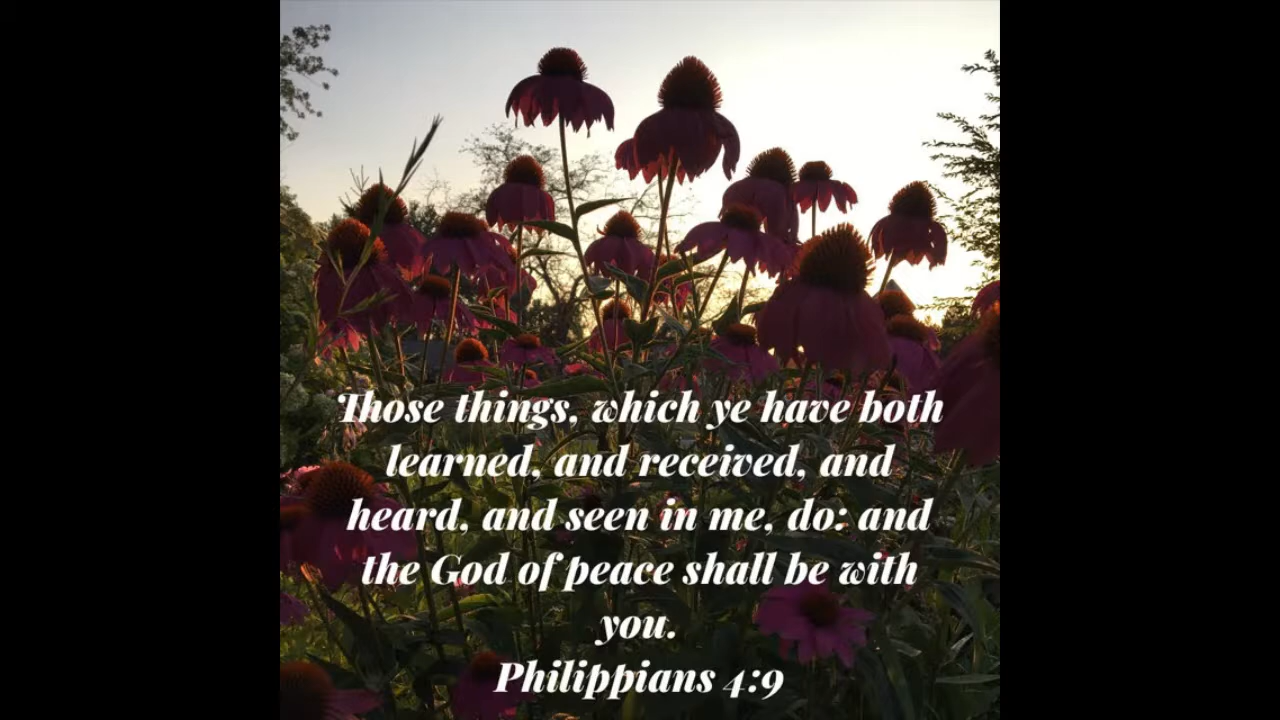 Those things, which ye have both
learned, and received, and
heard, and seen in me, do: and
the God of peace shall be with
you.
Philippians 4:9